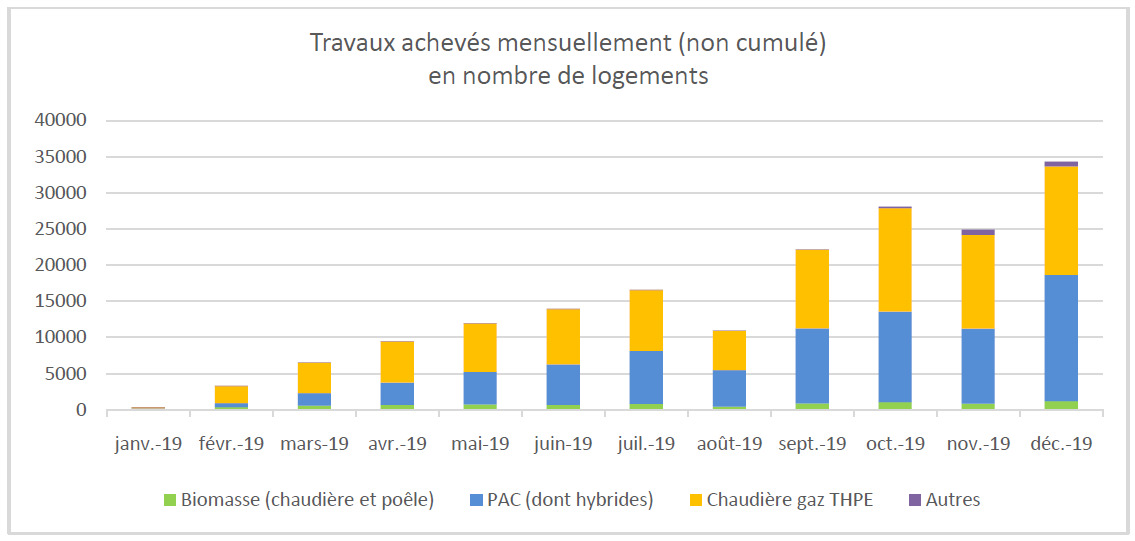 Travaux achevés mensuellement (non cumulé)
en nombre de logements
40000
35000
30000
25000
20000
15000
10000
5000
0
janv.-19 févr.-19 mars-19 avr.-19 mai-19 juin-19 juil.-19 août-19 sept.-19 oct.-19 nov.-19 déc.-19
Biomasse (chaudière et poêle) PAC (dont hybrides) Chaudière gaz THPE Autres